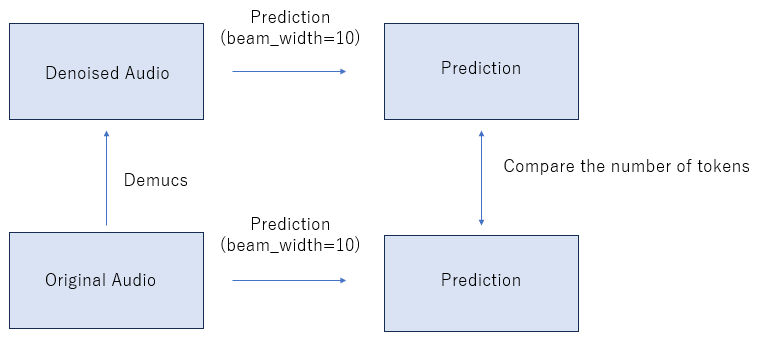 Prediction
(beam_width=10)
Denoised Audio
Prediction
Demucs
Compare the number of tokens
Prediction
(beam_width=10)
Original Audio
Prediction